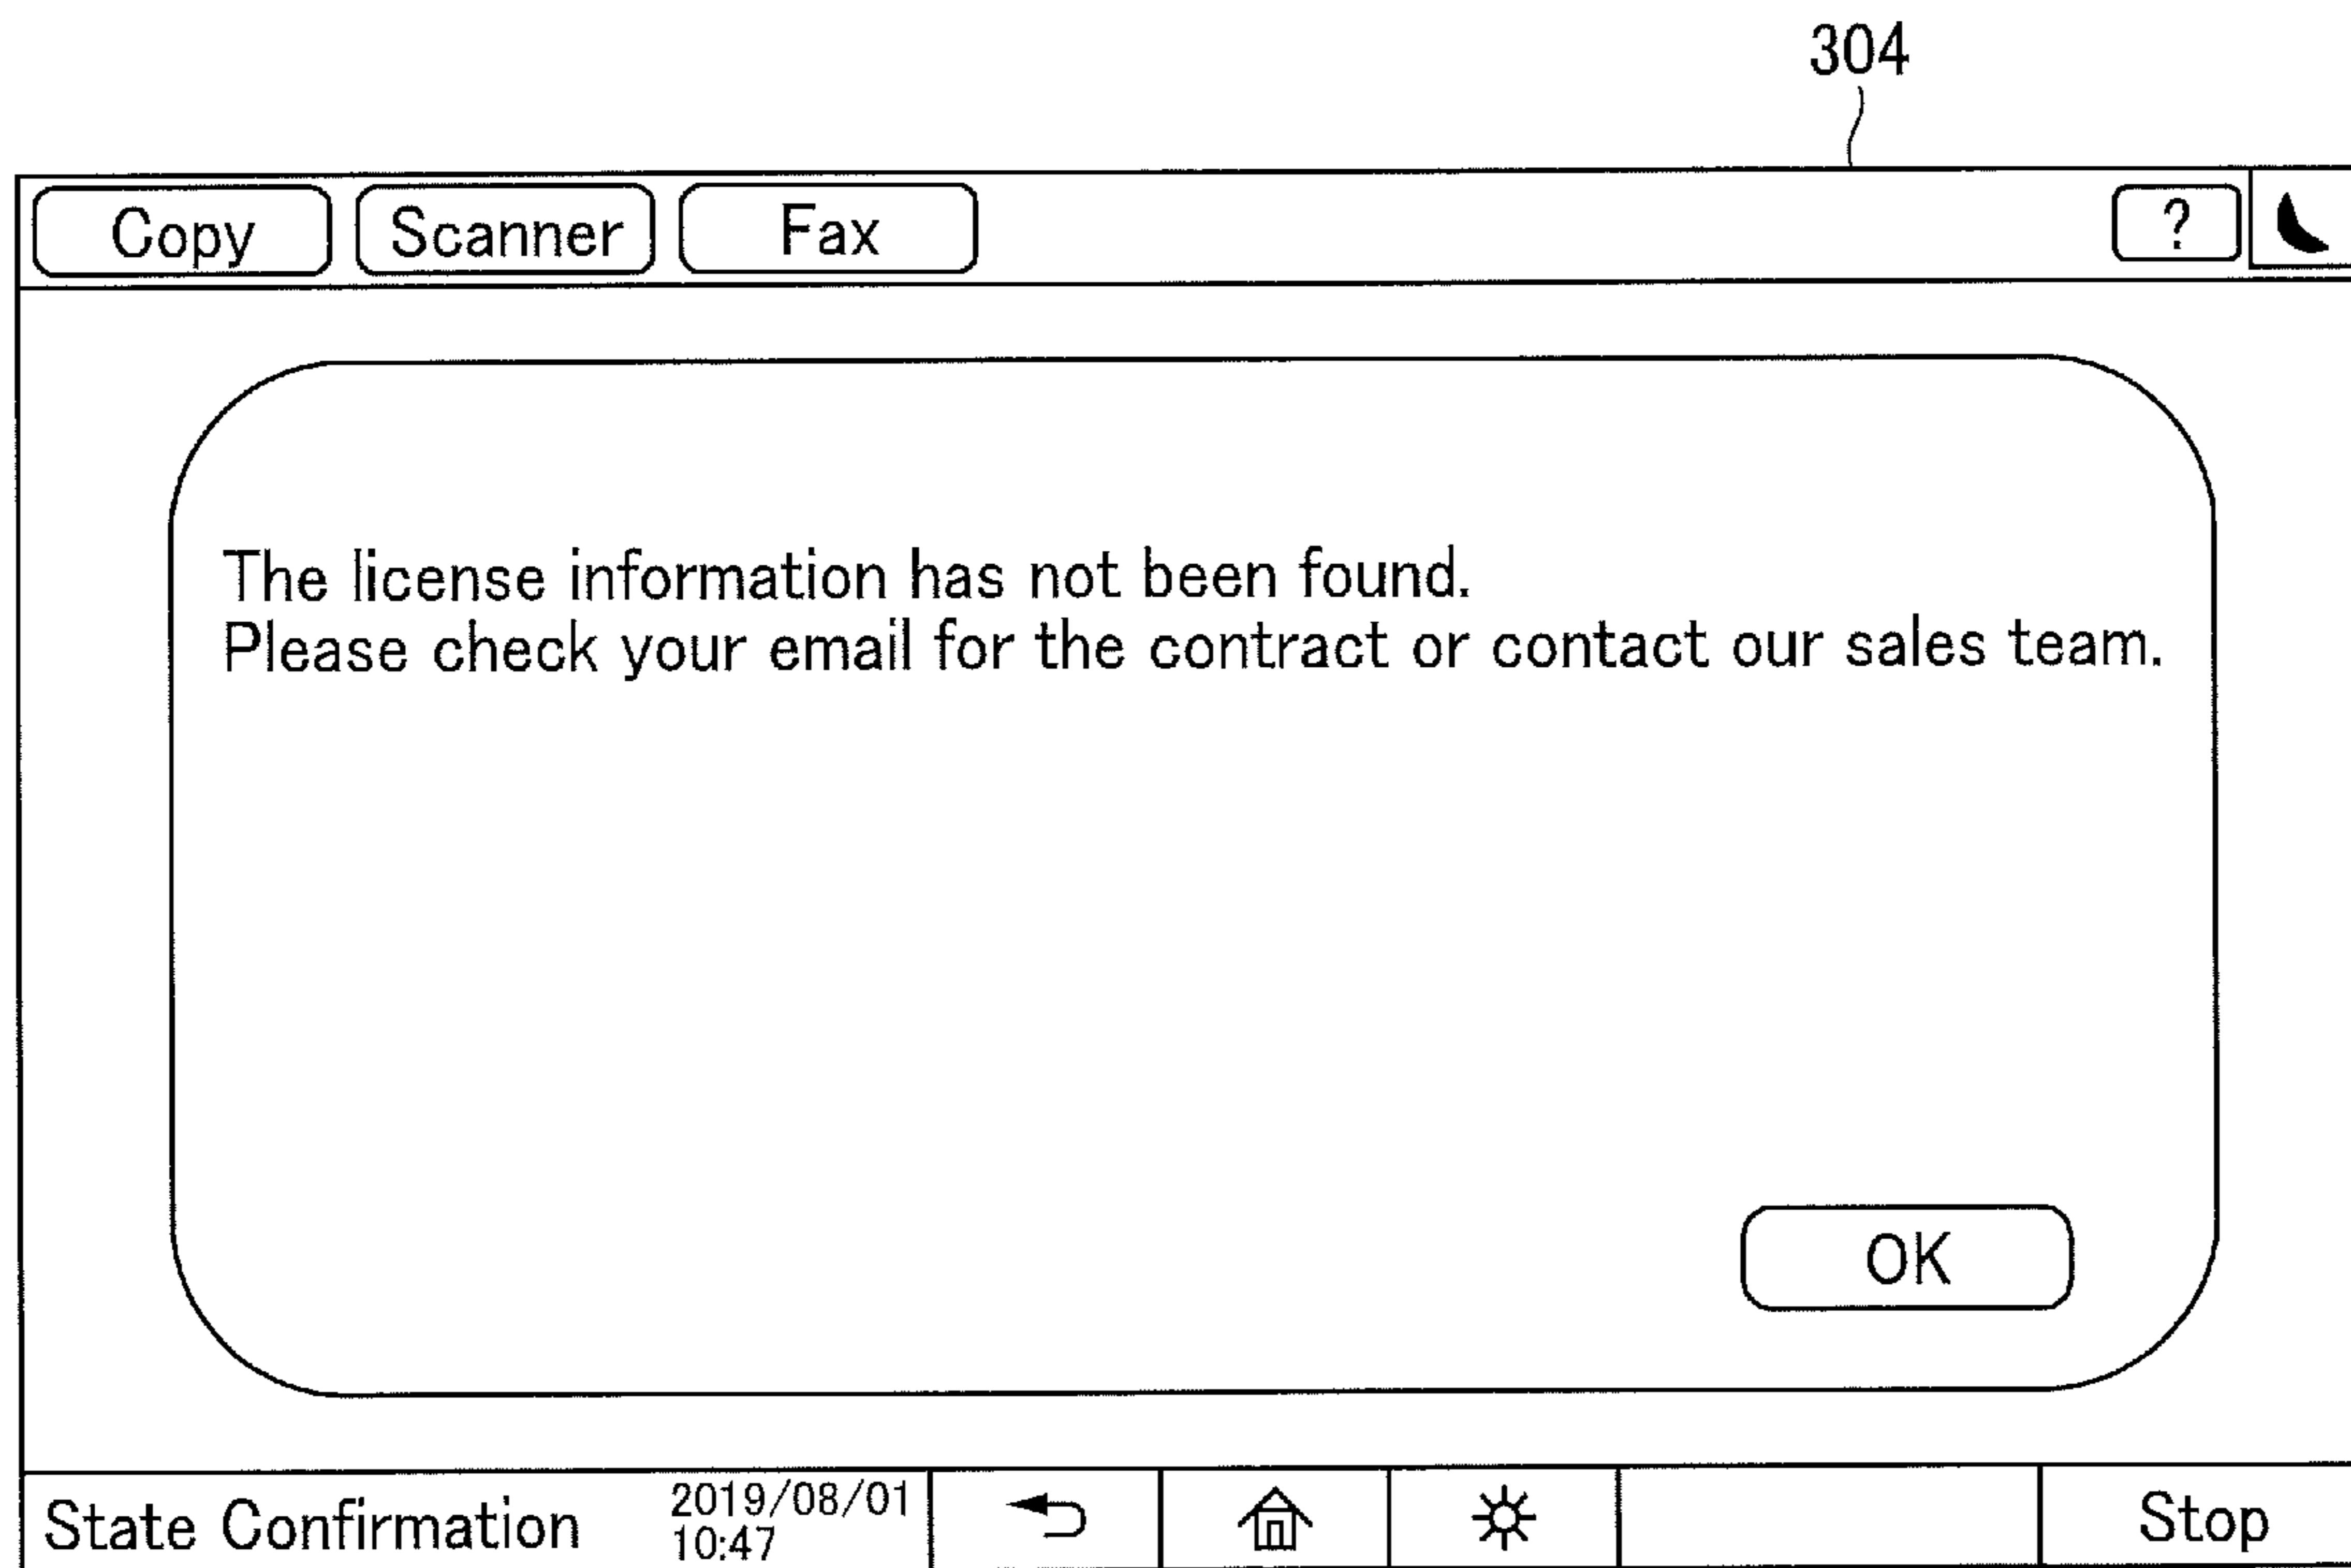 304
Copy Scanner Fax ?
The license information has not been found.
Please check your email for the contract or contact our sales team.
OK
State Confirmation 2019/08/01
10:47
Stop